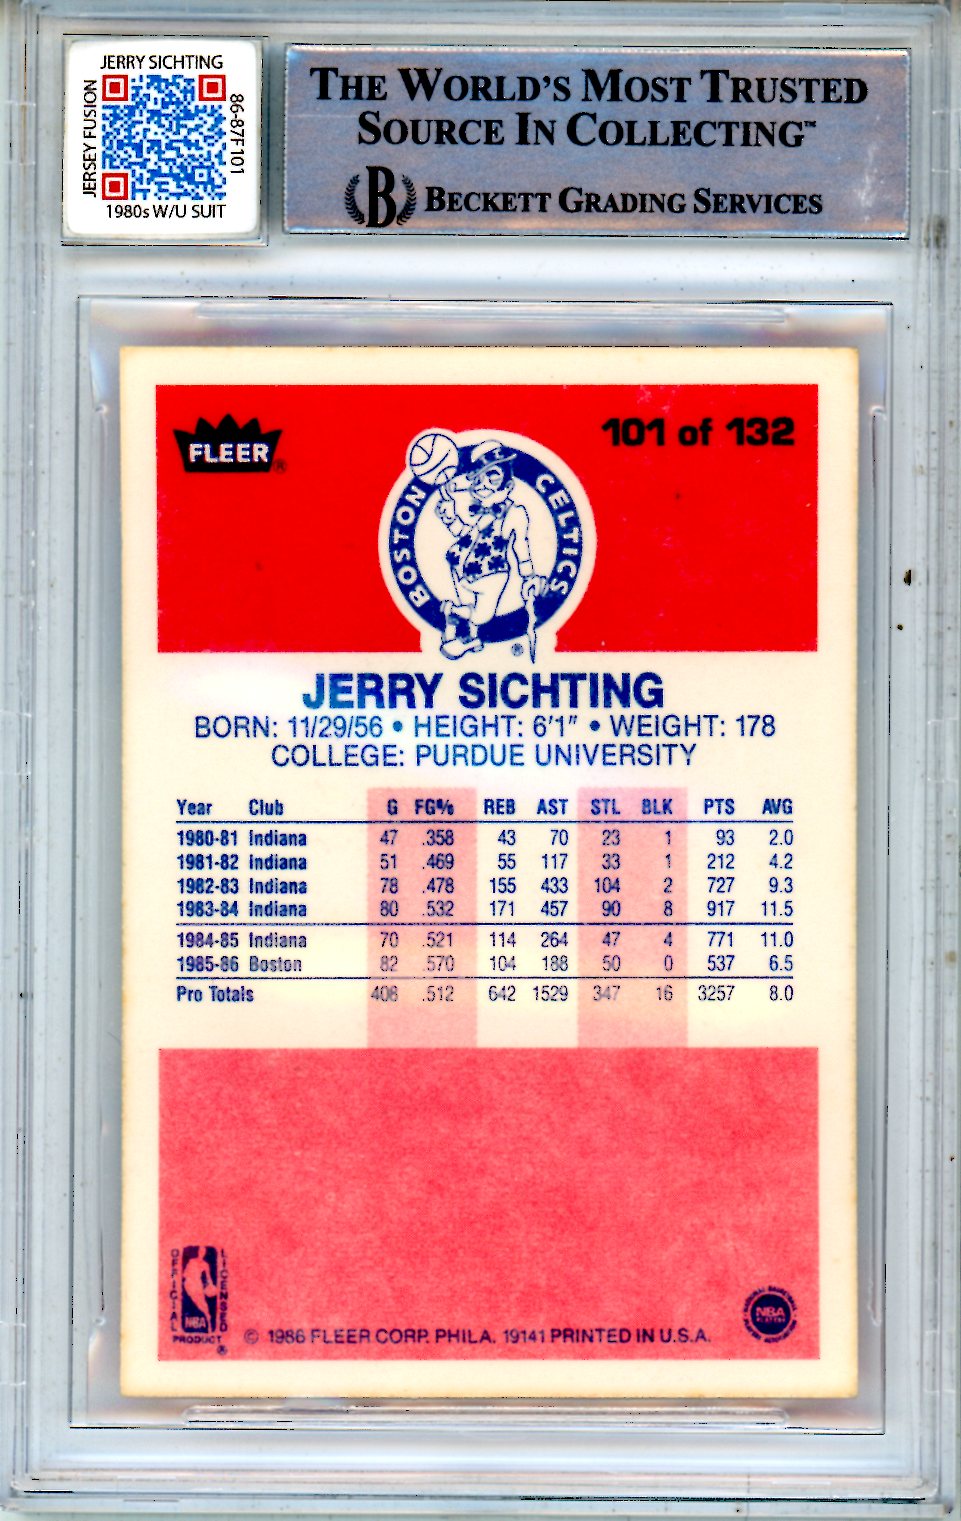 JERRY SICHTING
JERSEY FUSION
86-87F101
1980s W/U SUIT
THE WORLD'S MOST TRUSTED
SOURCE IN COLLECTING™
B BECKETT GRADING SERVICES
FLEER®
101 of 132
BOSTON CELTICS
®
JERRY SICHTING
BORN: 11/29/56 • HEIGHT: 6'1" • WEIGHT: 178
COLLEGE: PURDUE UNIVERSITY
Year Club G FG% REB AST STL BLK PTS AVG
1980-81 Indiana 47 .358 43 70 23 1 93 2.0
1981-82 Indiana 51 .469 55 117 33 1 212 4.2
1982-83 Indiana 78 .478 155 433 104 2 727 9.3
1983-84 Indiana 80 .532 171 457 90 8 917 11.5
1984-85 Indiana 70 .521 114 264 47 4 771 11.0
1985-86 Boston 82 .570 104 188 50 0 537 6.5
Pro Totals 408 .512 642 1529 347 16 3257 8.0
OFFICIAL LICENSED
NBA
PRODUCT ®
© 1986 FLEER CORP. PHILA. 19141 PRINTED IN U.S.A.
NBA
PLAYERS